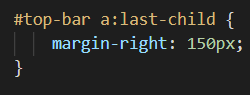 #top-bar a:last-child {
margin-right: 150px;
}